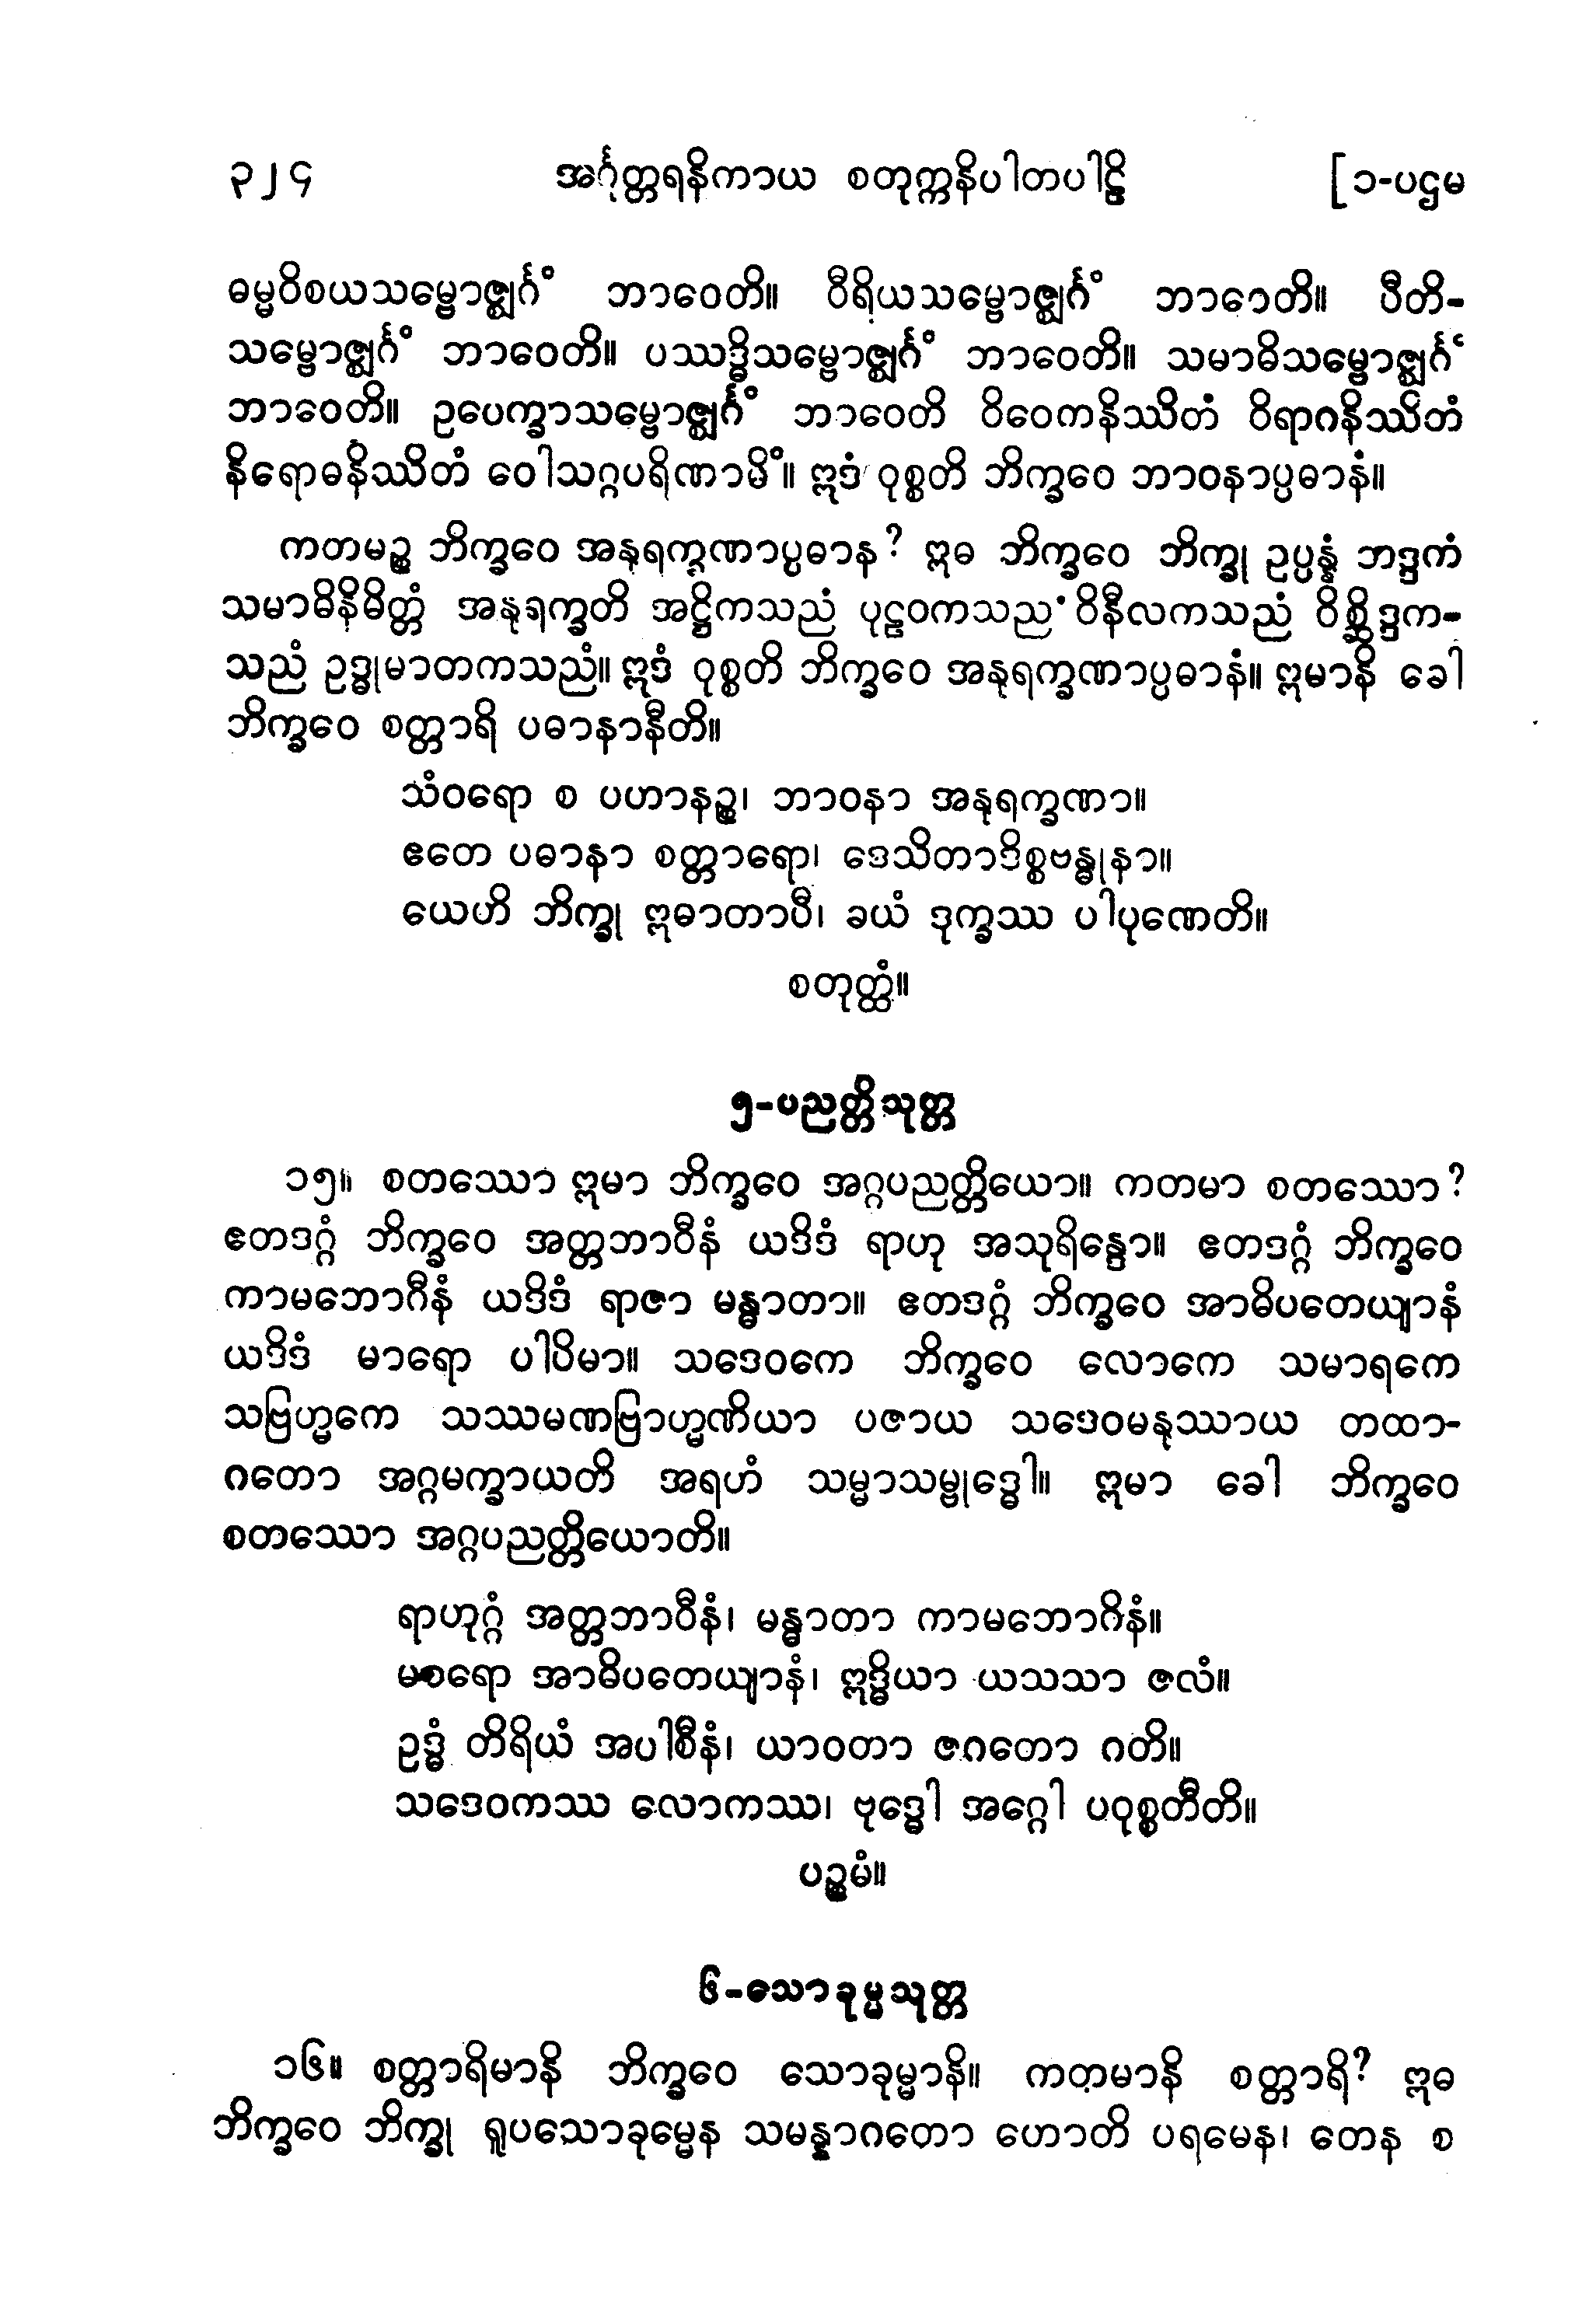 ၃၂၄ အင်္ဂုတ္တရနိကာယ စတုက္ကနိပါတပါဠိ [၁-ပဌမ
ဓမ္မဝိစယသမ္ဗောဇ္ဈင်္ဂံ ဘာဝေတိ။ ဝီရိယသမ္ဗောဇ္ဈင်္ဂံ ဘာဝေတိ။ ပီတိ-
သမ္ဗောဇ္ဈင်္ဂံ ဘာဝေတိ။ ပဿဒ္ဓိသမ္ဗောဇ္ဈင်္ဂံ ဘာဝေတိ။ သမာဓိသမ္ဗောဇ္ဈင်္ဂံ
ဘာဝေတိ။ ဥပေက္ခာသမ္ဗောဇ္ဈင်္ဂံ ဘာဝေတိ ဝိဝေကနိဿိတံ ဝိရာဂနိဿိတံ
နိရောဓနိဿိတံ ဝေါသဂ္ဂပရိဏာမိံ။ ဣဒံ ဝုစ္စတိ ဘိက္ခဝေ ဘာဝနာပ္ပဓာနံ။
ကတမဉ္စ ဘိက္ခဝေ အနုရက္ခဏာပ္ပဓာန? ဣဓ ဘိက္ခဝေ ဘိက္ခု ဥပ္ပန္နံ ဘဒ္ဒကံ
သမာဓိနိမိတ္တံ အနုရက္ခတိ အဋ္ဌိကသညံ ပုဠဝကသညံ ဝိနီလကသညံ ဝိစ္ဆိဒ္ဒက-
သညံ ဥဒ္ဓုမာတကသညံ။ ဣဒံ ဝုစ္စတိ ဘိက္ခဝေ အနုရက္ခဏာပ္ပဓာနံ။ ဣမာနိ ခေါ
ဘိက္ခဝေ စတ္တာရိ ပဓာနာနီတိ။
သံဝရော စ ပဟာနဉ္စ၊ ဘာဝနာ အနုရက္ခဏာ။
ဧတေ ပဓာနာ စတ္တာရော၊ ဒေသိတာဒိစ္စဗန္ဓုနာ။
ယေဟိ ဘိက္ခု ဣဓာတာပီ၊ ခယံ ဒုက္ခဿ ပါပုဏေတိ။
စတုတ္ထံ။
၅-ပညတ္တိသုတ္တ
၁၅။ စတဿော ဣမာ ဘိက္ခဝေ အဂ္ဂပညတ္တိယော။ ကတမာ စတဿော?
ဧတဒဂ္ဂံ ဘိက္ခဝေ အတ္တဘာဝီနံ ယဒိဒံ ရာဟု အသုရိန္ဒော။ ဧတဒဂ္ဂံ ဘိက္ခဝေ
ကာမဘောဂီနံ ယဒိဒံ ရာဇာ မန္ဓာတာ။ ဧတဒဂ္ဂံ ဘိက္ခဝေ အာဓိပတေယျာနံ
ယဒိဒံ မာရော ပါပိမာ။ သဒေဝကေ ဘိက္ခဝေ လောကေ သမာရကေ
သဗြဟ္မကေ သဿမဏဗြာဟ္မဏိယာ ပဇာယ သဒေဝမနုဿာယ တထာ-
ဂတော အဂ္ဂမက္ခာယတိ အရဟံ သမ္မာသမ္ဗုဒ္ဓေါ။ ဣမာ ခေါ ဘိက္ခဝေ
စတဿော အဂ္ဂပညတ္တိယောတိ။
ရာဟုဂ္ဂံ အတ္တဘာဝီနံ၊ မန္ဓာတာ ကာမဘောဂိနံ။
မာရော အာဓိပတေယျာနံ၊ ဣဒ္ဓိယာ ယသသာ ဇလံ။
ဥဒ္ဓံ တိရိယံ အပါစီနံ၊ ယာဝတာ ဇဂတော ဂတိ။
သဒေဝကဿ လောကဿ၊ ဗုဒ္ဓေါ အဂ္ဂေါ ပဝုစ္စတီတိ။
ပဉ္စမံ။
၆-သောခုမ္မသုတ္တ
၁၆။ စတ္တာရိမာနိ ဘိက္ခဝေ သောခုမ္မာနိ။ ကတမာနိ စတ္တာရိ? ဣဓ
ဘိက္ခဝေ ဘိက္ခု ရူပသောခုမ္မေန သမန္နာဂတော ဟောတိ ပရမေန၊ တေန စ